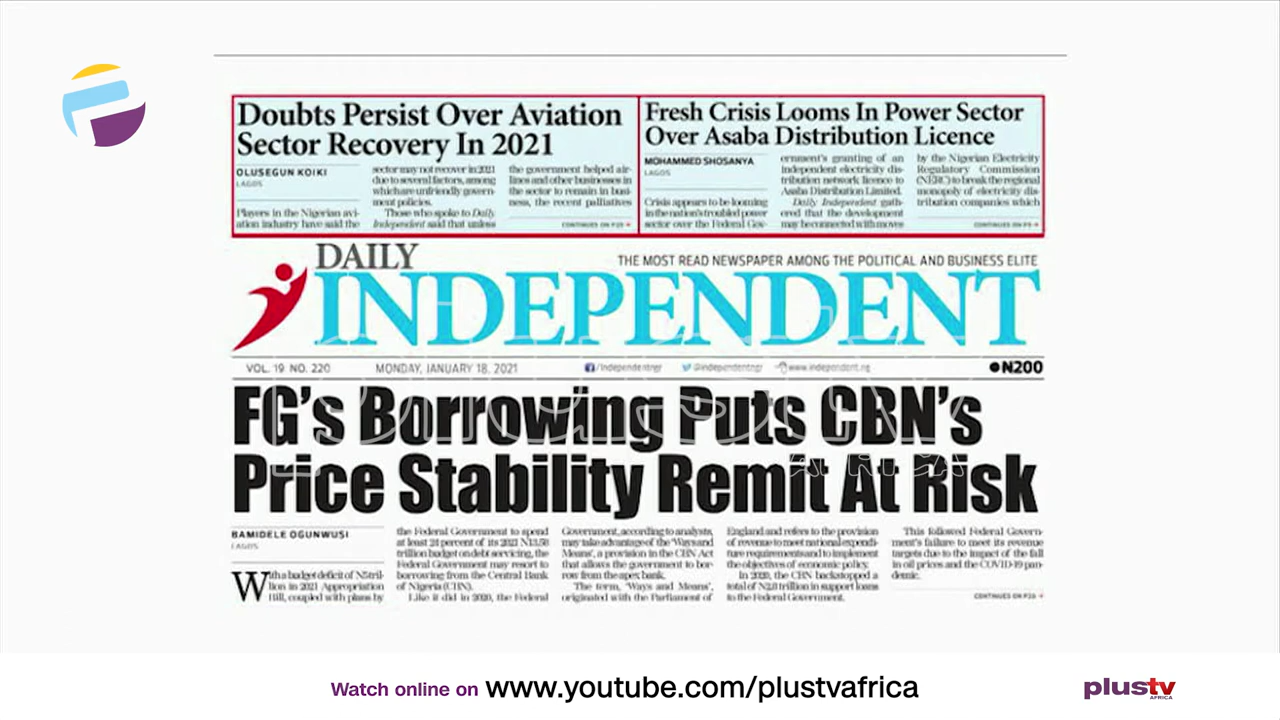 Doubts Persist Over Aviation
Sector Recovery In 2021
OLUSEGUN KOIKI
LAGOS
Players in the Nigerian avi-
ation industry have said the
sector may not recover in 2021
due to several factors, among
which are unfriendly govern-
ment policies.
Those who spoke to Daily
Independent said that unless
the government helped air-
lines and other businesses in
the sector to remain in busi-
ness, the recent palliatives
CONTINUES ON P25
Fresh Crisis Looms In Power Sector
Over Asaba Distribution Licence
MOHAMMED SHOSANYA
LAGOS
Crisis appears to be looming
in the nation's troubled power
sector over the Federal Gov-
ernment's granting of an
independent electricity dis-
tribution network licence to
Asaba Distribution Limited.
Daily Independent gath-
ered that the development
may be connected with moves
by the Nigerian Electricity
Regulatory Commission
(NERC) to break the regional
monopoly of electricity dis-
tribution companies which
CONTINUES ON
DAILY
INDEPENDENT
THE MOST READ NEWSPAPER AMONG THE POLITICAL AND BUSINESS ELITE
VOL. 19 NO. 220 MONDAY, JANUARY 18, 2021 /independentngr @independentngr www.independent.ng N200
FG's Borrowing Puts CBN's
Price Stability Remit At Risk
BAMIDELE OGUNWUSI
LAGOS
With a budget deficit of N5tril-
lion in 2021 Appropriation
Bill, coupled with plans by
the Federal Government to spend
at least 24 percent of its 2021 N13.58
trillion budget on debt servicing, the
Federal Government may resort to
borrowing from the Central Bank
of Nigeria (CBN).
Like it did in 2020, the Federal
Government, according to analysts,
may take advantage of the 'Ways and
Means', a provision in the CBN Act
that allows the government to bor-
row from the apex bank.
The term, 'Ways and Means',
originated with the Parliament of
England and refers to the provision
of revenue to meet national expendi-
ture requirements and to implement
the objectives of economic policy.
In 2020, the CBN backstopped a
total of N2.8 trillion in support loans
to the Federal Government.
This followed Federal Govern-
ment's failure to meet its revenue
targets due to the impact of the fall
in oil prices and the COVID-19 pan-
demic.
CONTINUES ON
plustv
AFRICA
Watch online on www.youtube.com/plustvafrica
plustv
AFRICA